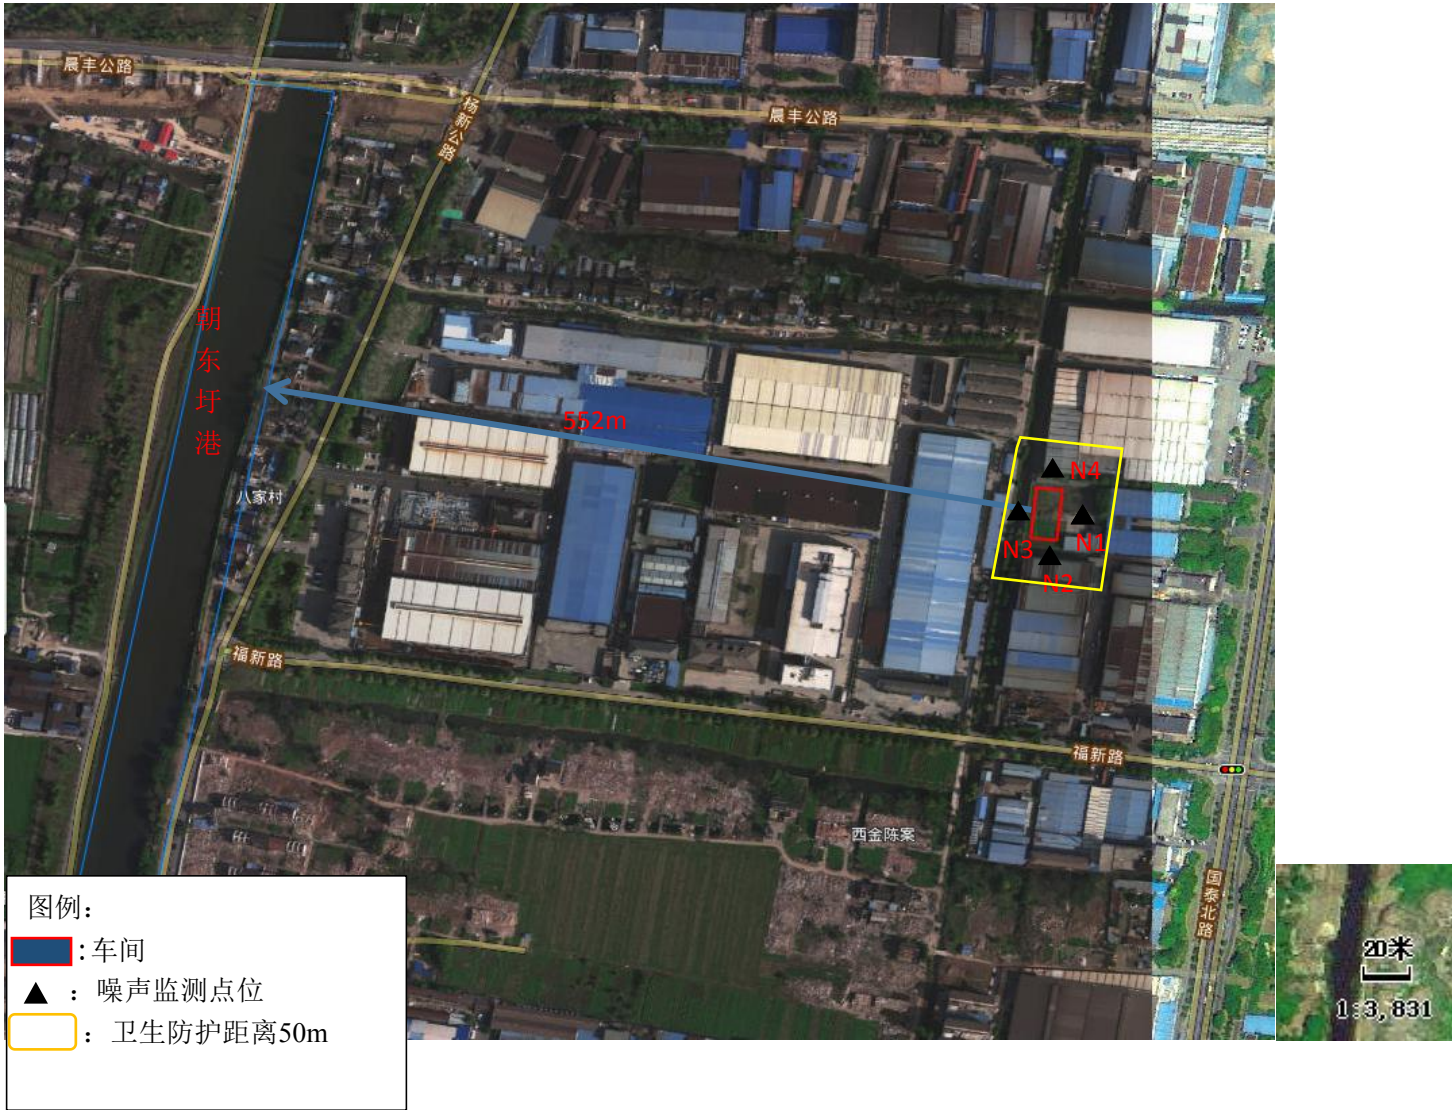 晨丰公路
杨新公路
晨丰公路
朝东圩港
552m
N4
八家村
N3
N1
N2
福新路
福新路
西金陈案
国泰北路
图例：
：车间
：噪声监测点位
：卫生防护距离50m
20米
1:3,831